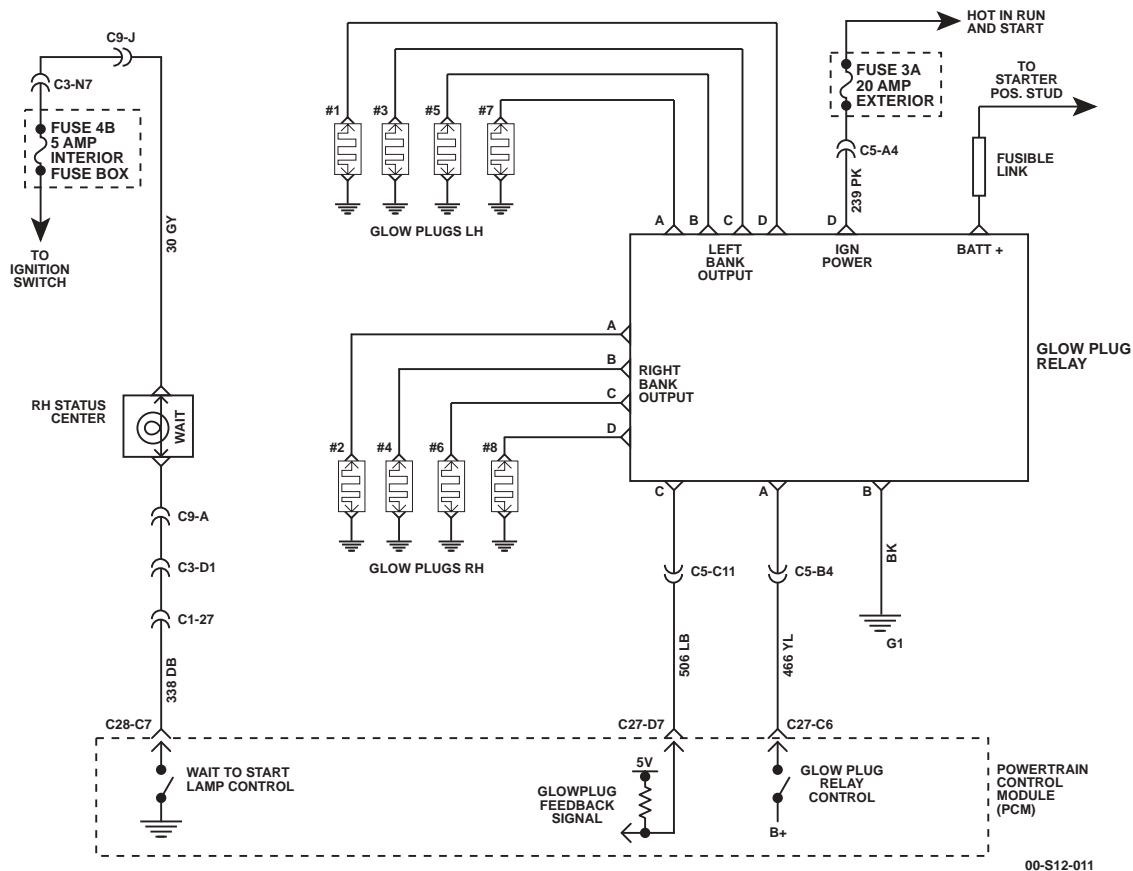 C9-J
C3-N7
FUSE 4B
5 AMP
INTERIOR
FUSE BOX
TO
IGNITION
SWITCH
30 GY
RH STATUS
CENTER
WAIT
C9-A
C3-D1
C1-27
338 DB
C28-C7
WAIT TO START
LAMP CONTROL
#1
#3
#5
#7
GLOW PLUGS LH
HOT IN RUN
AND START
FUSE 3A
20 AMP
EXTERIOR
C5-A4
239 PK
TO
STARTER
POS. STUD
FUSIBLE
LINK
A
B
C
D
D
LEFT
BANK
OUTPUT
IGN
POWER
BATT +
GLOW PLUG
RELAY
A
B
C
D
RIGHT
BANK
OUTPUT
#2
#4
#6
#8
GLOW PLUGS RH
C
A
B
C5-C11
C5-B4
BK
G1
506 LB
466 YL
C27-D7
C27-C6
5V
GLOWPLUG
FEEDBACK
SIGNAL
GLOW PLUG
RELAY
CONTROL
B+
POWERTRAIN
CONTROL
MODULE
(PCM)
00-S12-011